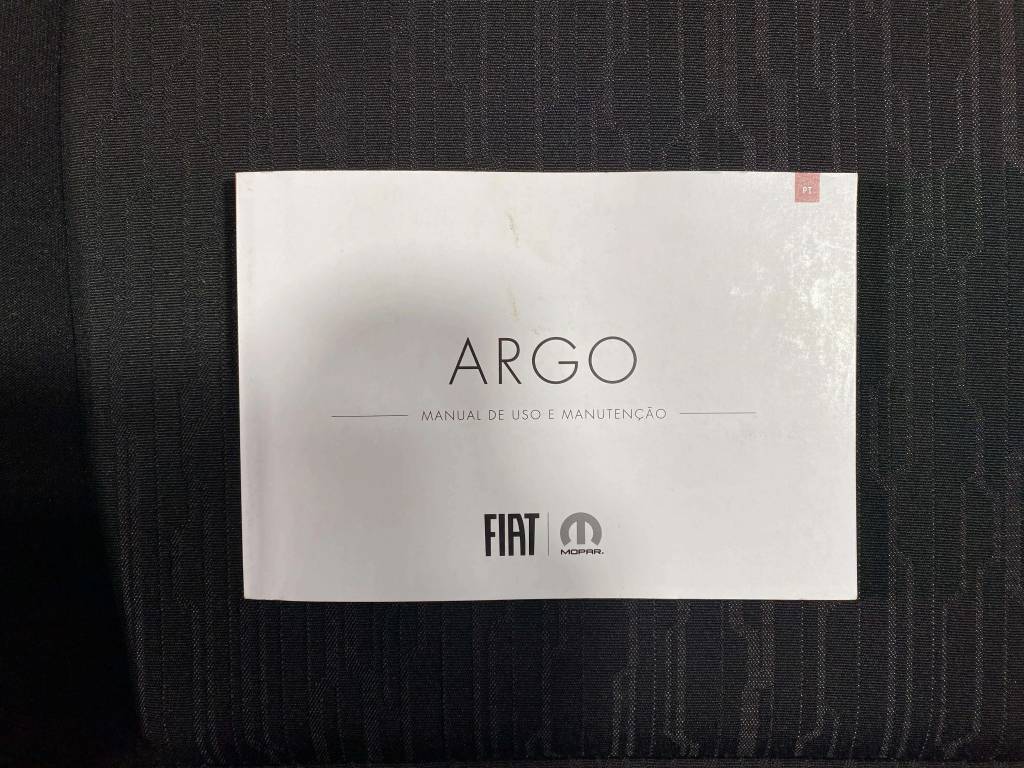 PT
ARGO
MANUAL DE USO E MANUTENÇÃO
FIAT
MOPAR.